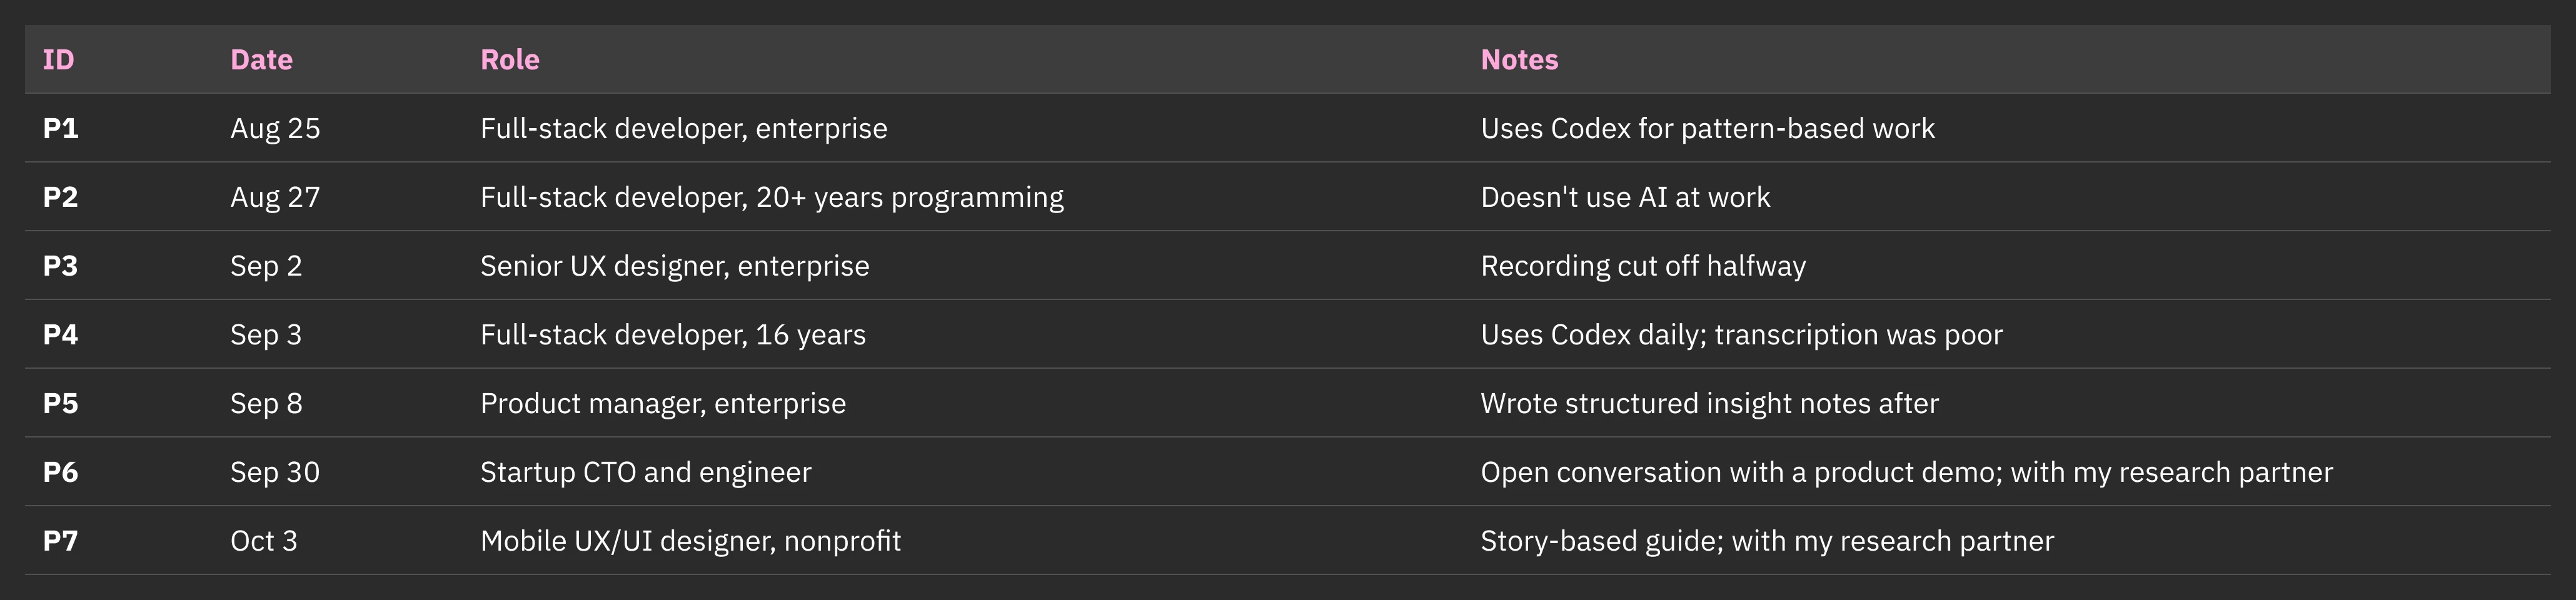 ID Date Role Notes
P1 Aug 25 Full-stack developer, enterprise Uses Codex for pattern-based work
P2 Aug 27 Full-stack developer, 20+ years programming Doesn't use AI at work
P3 Sep 2 Senior UX designer, enterprise Recording cut off halfway
P4 Sep 3 Full-stack developer, 16 years Uses Codex daily; transcription was poor
P5 Sep 8 Product manager, enterprise Wrote structured insight notes after
P6 Sep 30 Startup CTO and engineer Open conversation with a product demo; with my research partner
P7 Oct 3 Mobile UX/UI designer, nonprofit Story-based guide; with my research partner